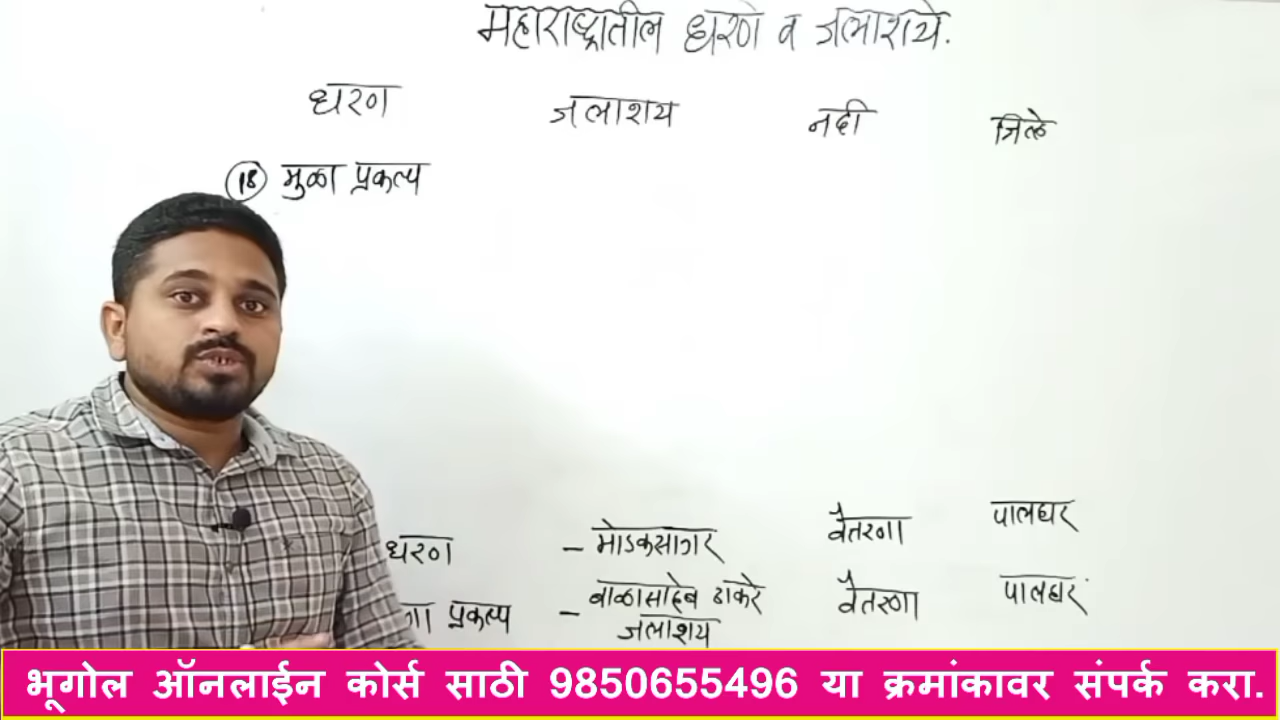 महाराष्ट्रातील धरणे व जलाशये.
धरण जलाशय नदी जिल्हे
18 मुळा प्रकल्प
धरण – मोडकसागर वैतरणा पालघर
प्रकल्प – बाळासाहेब ठाकरे वैतरणा पालघर
जलाशय
भूगोल ऑनलाईन कोर्स साठी 9850655496 या क्रमांकावर संपर्क करा.